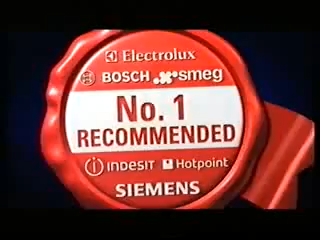 Electrolux
BOSCH smeg
No. 1
RECOMMENDED
INDESIT Hotpoint
SIEMENS